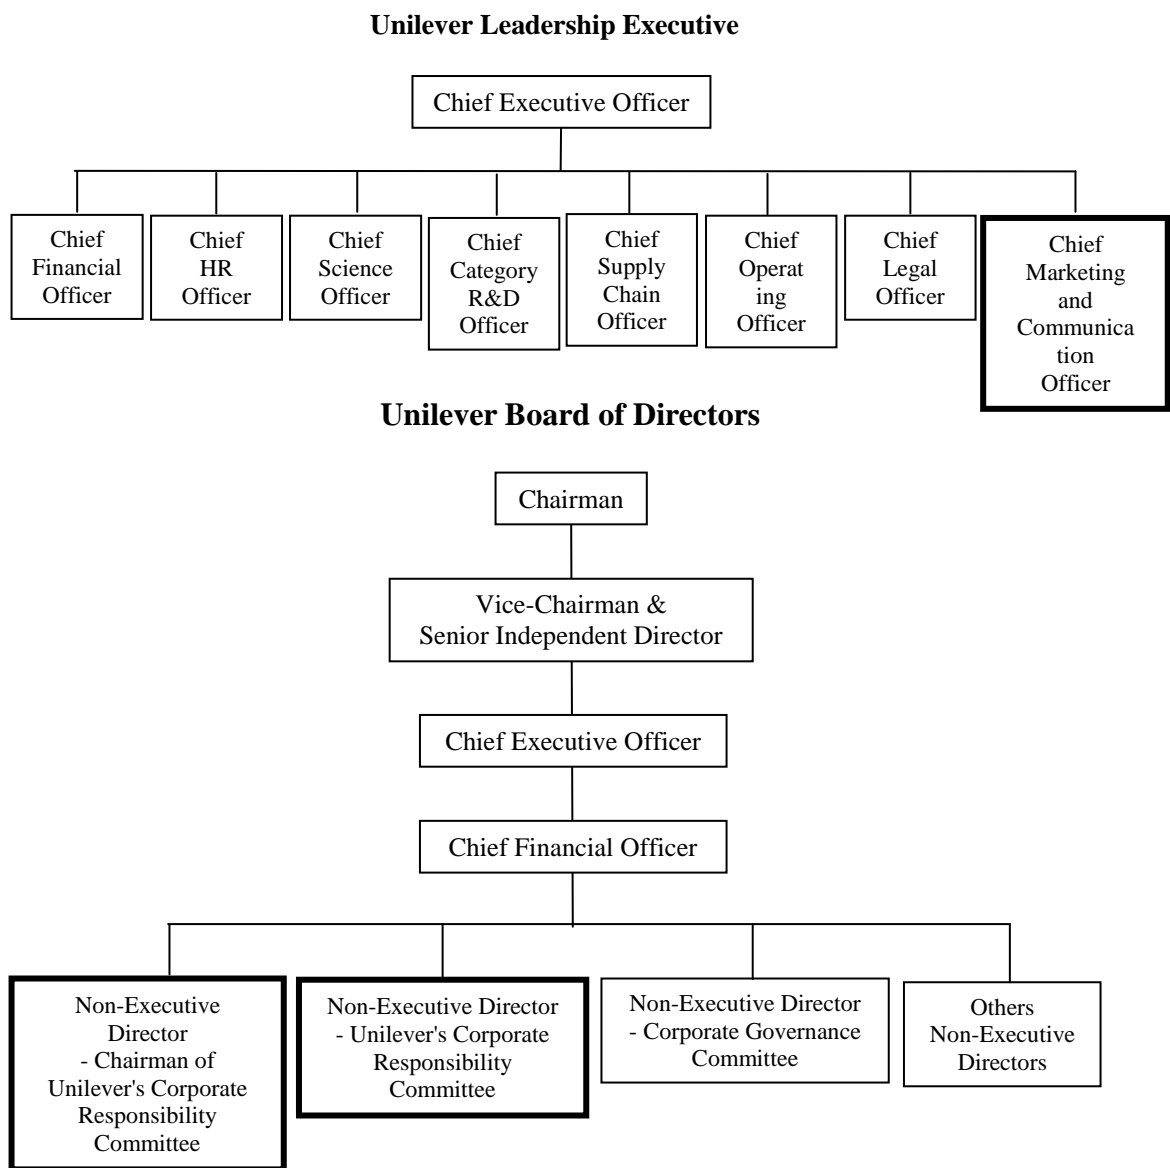 Unilever Leadership Executive
Chief Executive Officer
Chief
Financial
Officer
Chief
HR
Officer
Chief
Science
Officer
Chief
Category
R&D
Officer
Chief
Supply
Chain
Officer
Chief
Operat
ing
Officer
Chief
Legal
Officer
Chief
Marketing
and
Communica
tion
Officer
Unilever Board of Directors
Chairman
Vice-Chairman &
Senior Independent Director
Chief Executive Officer
Chief Financial Officer
Non-Executive
Director
- Chairman of
Unilever's Corporate
Responsibility
Committee
Non-Executive Director
- Unilever's Corporate
Responsibility
Committee
Non-Executive Director
- Corporate Governance
Committee
Others
Non-Executive
Directors